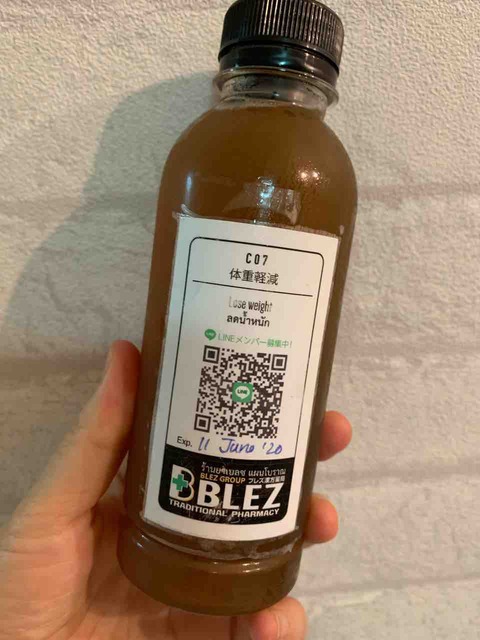 C07
体重軽減
Lose weight
ลดน้ำหนัก
LINEメンバー募集中!
LINE
Exp. 11 June '20
ร้านยาเบลซ แผนโบราณ
BLEZ GROUP ブレズ漢方薬局
BLEZ
TRADITIONAL PHARMACY